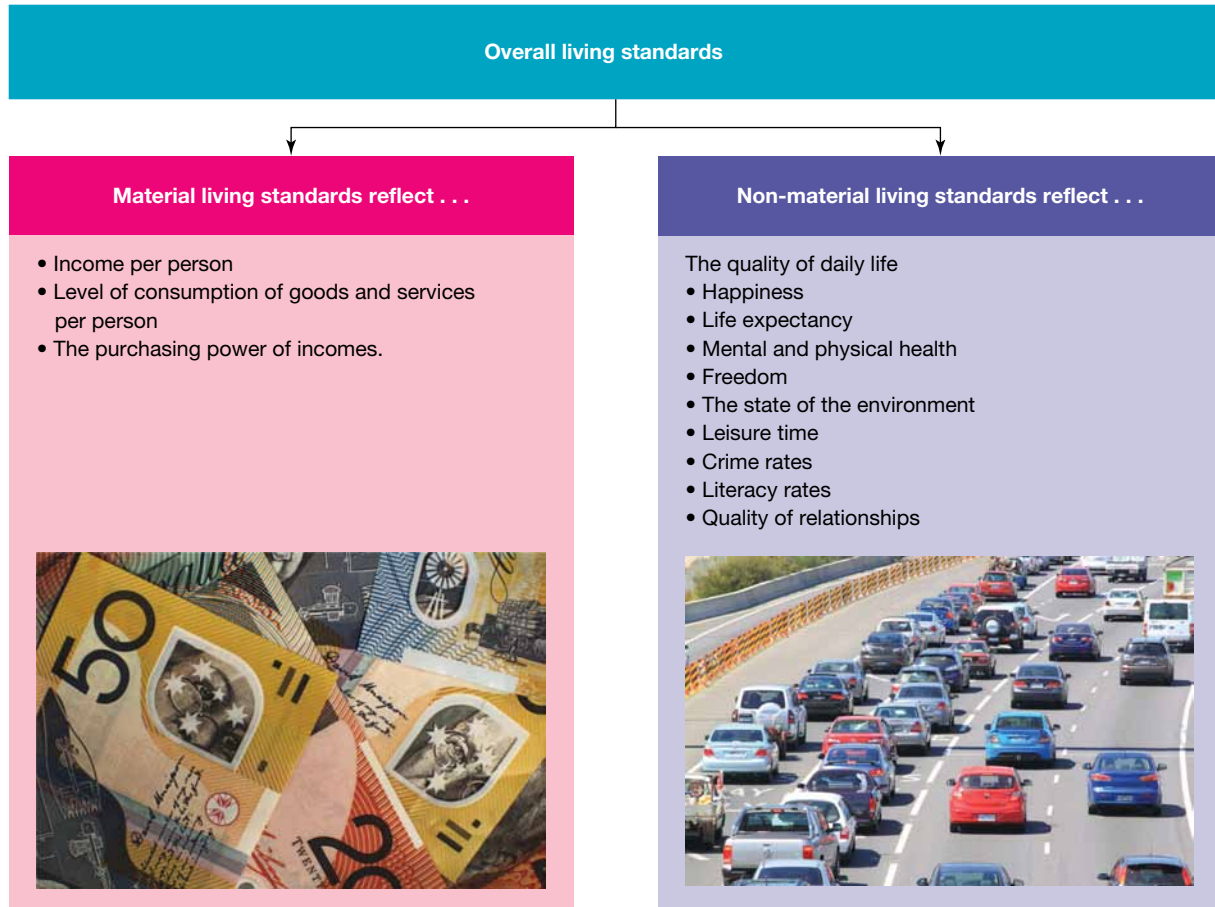 Overall living standards
Material living standards reflect . . .
• Income per person
• Level of consumption of goods and services
per person
• The purchasing power of incomes.
Non-material living standards reflect . . .
The quality of daily life
• Happiness
• Life expectancy
• Mental and physical health
• Freedom
• The state of the environment
• Leisure time
• Crime rates
• Literacy rates
• Quality of relationships
50
20
TWENT